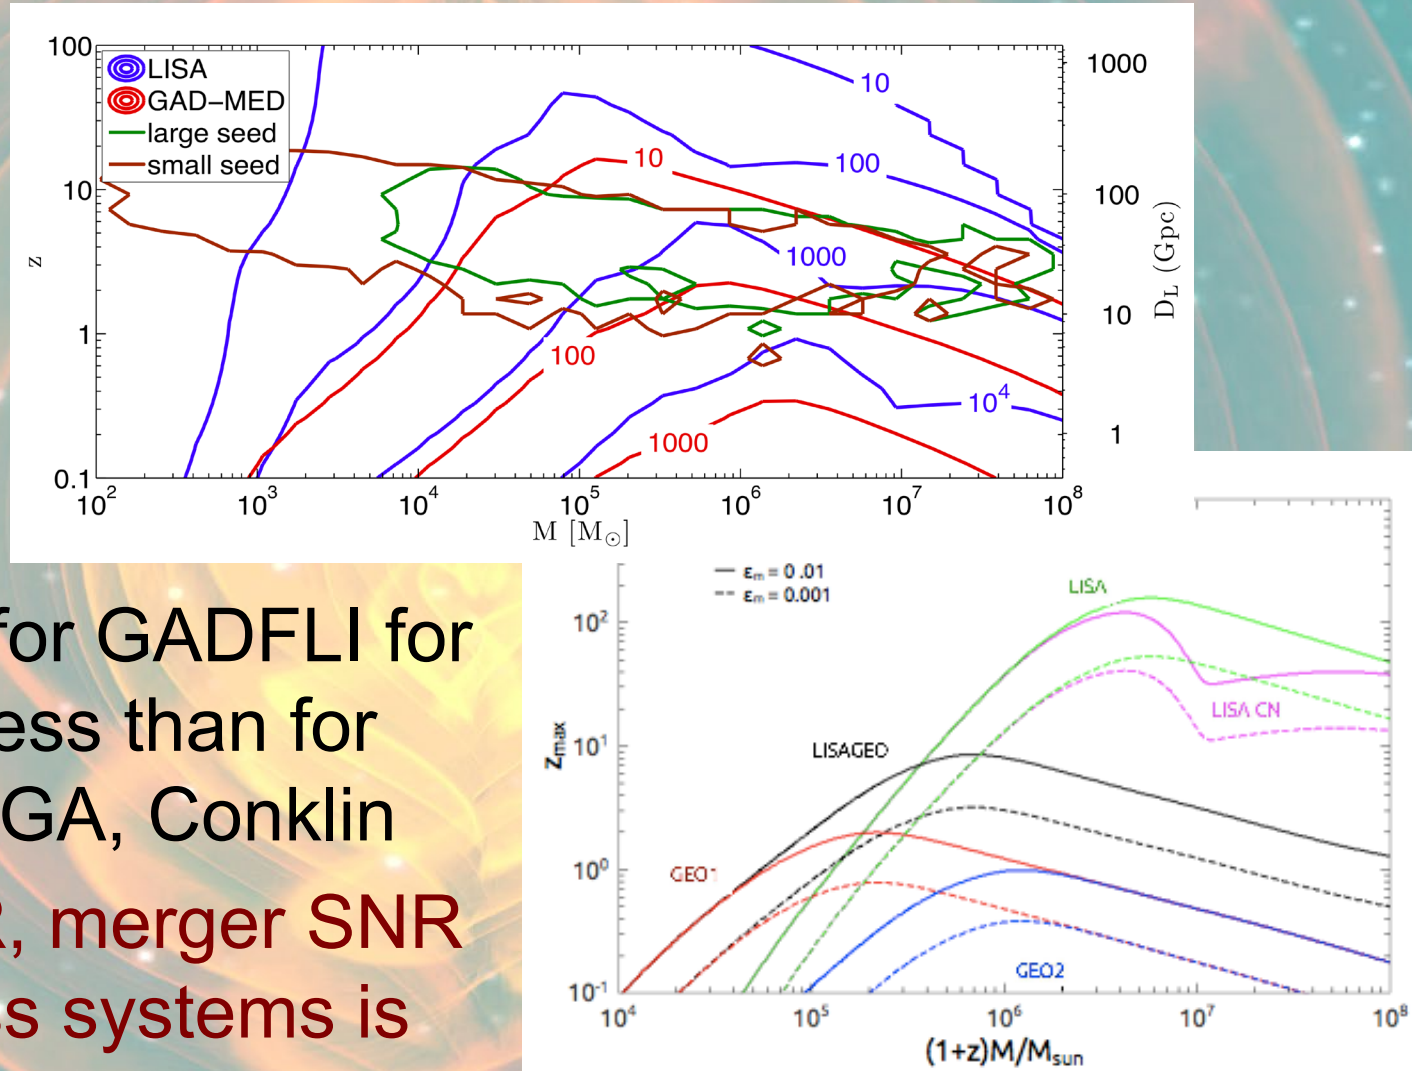 LISA
GAD-MED
large seed
small seed
100
10
1
0.1
z
10
100
1000
10⁴
10
100
1000
1000
100
10
1
D_L (Gpc)
10² 10³ 10⁴ 10⁵ 10⁶ 10⁷ 10⁸
M [M_⊙]
for GADFLI for
ess than for
GA, Conklin
R, merger SNR
ss systems is
ε_m = 0.01
ε_m = 0.001
LISA
LISA CN
LISAGEO
GEO1
GEO2
10²
10¹
10⁰
10⁻¹
z_max
10⁴ 10⁵ 10⁶ 10⁷ 10⁸
(1+z)M/M_sun